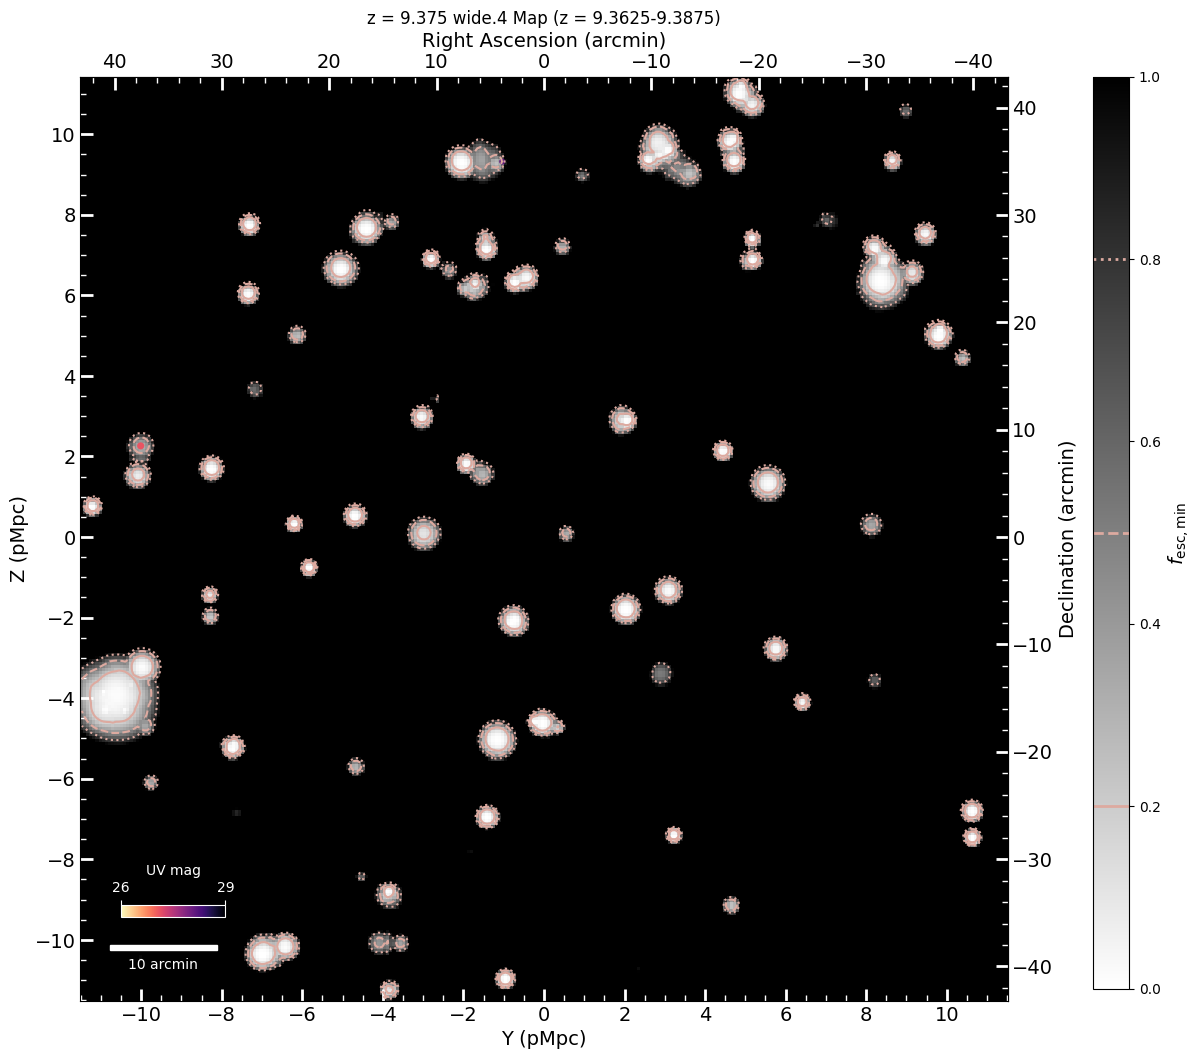 z = 9.375 wide.4 Map (z = 9.3625-9.3875)
Right Ascension (arcmin)
40 30 20 10 0 −10 −20 −30 −40
10
8
6
4
2
0
−2
−4
−6
−8
−10
Z (pMpc)
40
30
20
10
0
−10
−20
−30
−40
Declination (arcmin)
1.0
0.8
0.6
0.4
0.2
0.0
fesc,min
UV mag
26 29
10 arcmin
−10 −8 −6 −4 −2 0 2 4 6 8 10
Y (pMpc)